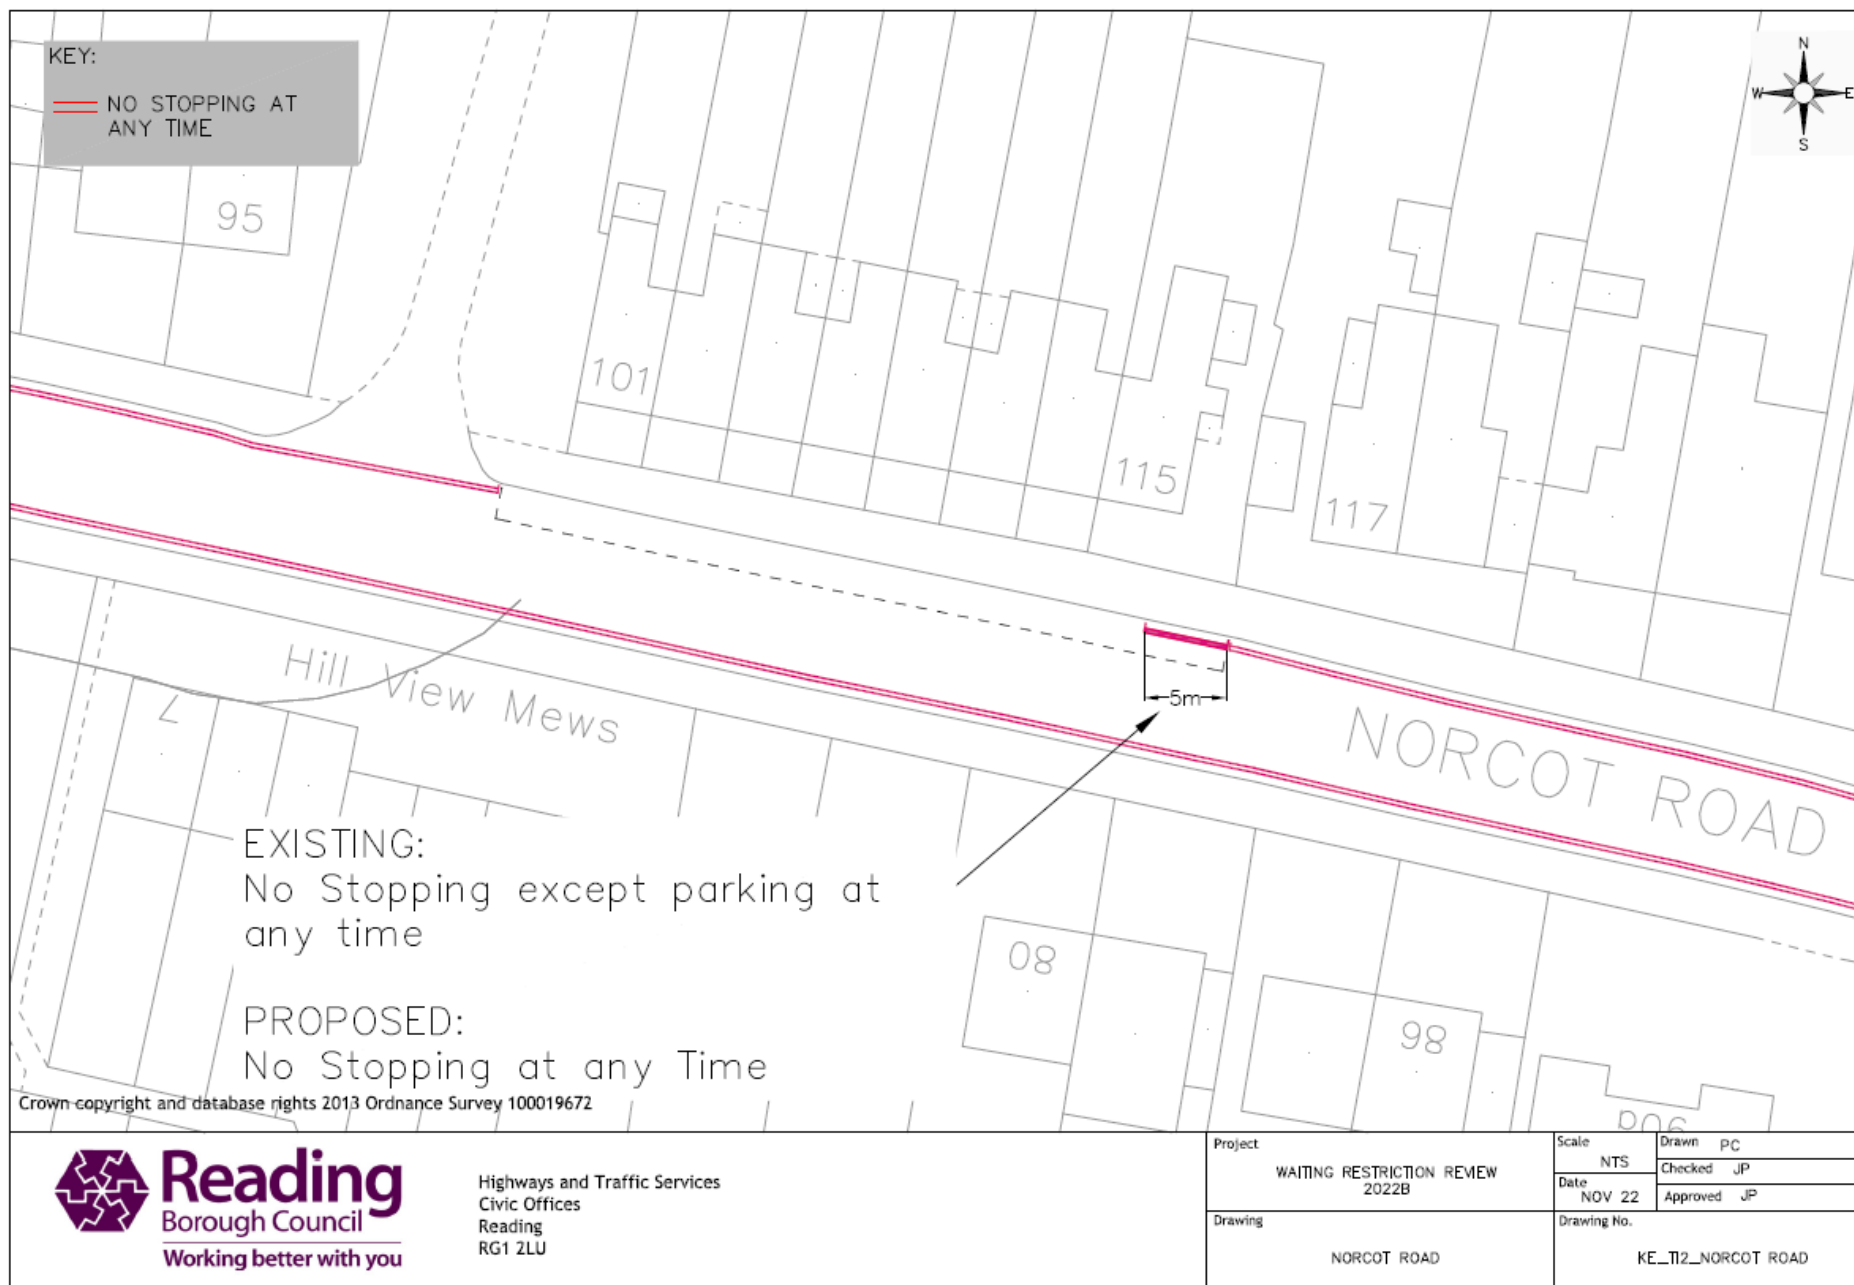 KEY:
NO STOPPING AT
ANY TIME
N
W
E
S
95
101
115
117
Hill View Mews
7
NORCOT ROAD
5m
EXISTING:
No Stopping except parking at
any time
PROPOSED:
No Stopping at any Time
80
98
90b
Crown copyright and database rights 2013 Ordnance Survey 100019672
Reading
Borough Council
Working better with you
Highways and Traffic Services
Civic Offices
Reading
RG1 2LU
Project
WAITING RESTRICTION REVIEW
2022B
Drawing
NORCOT ROAD
Scale
NTS
Date
NOV 22
Drawn PC
Checked JP
Approved JP
Drawing No.
KE_TI2_NORCOT ROAD